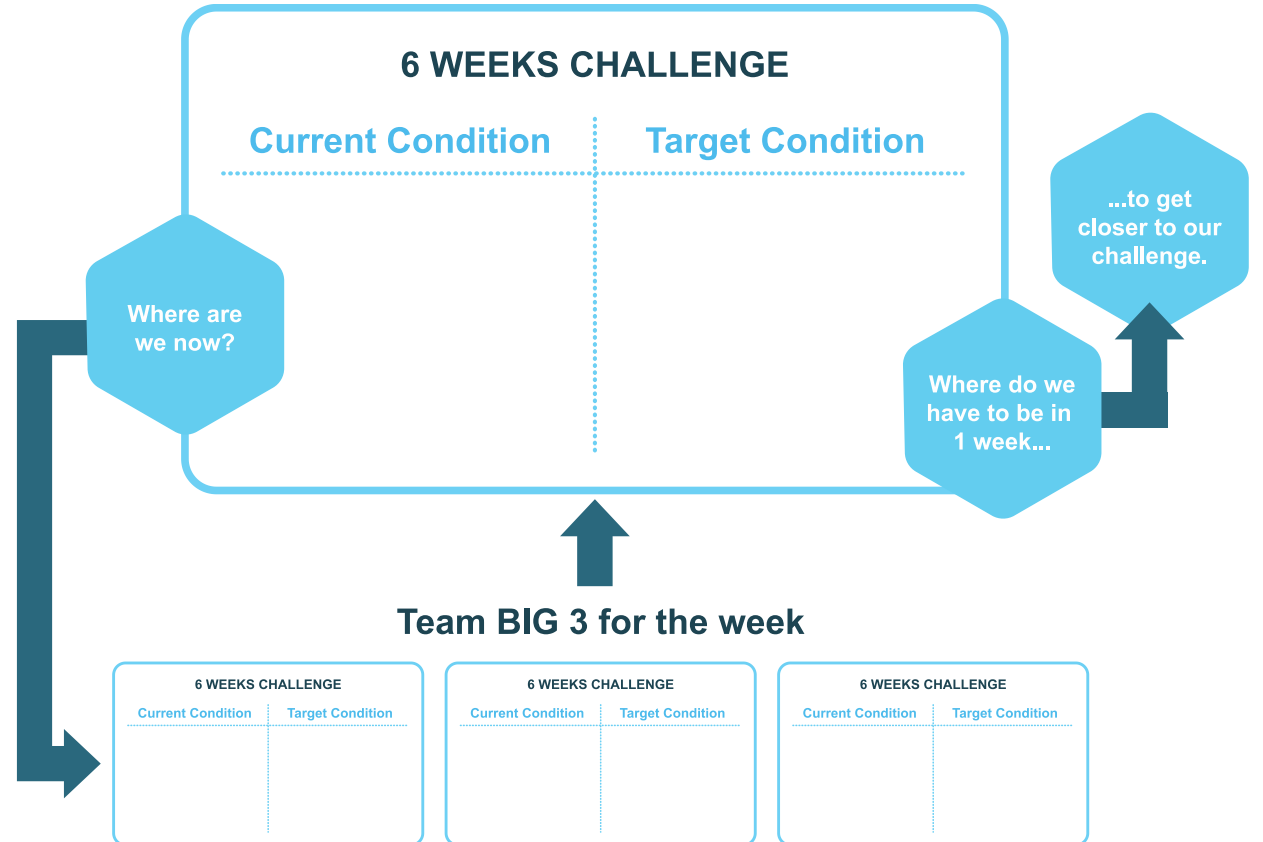 6 WEEKS CHALLENGE
Current Condition
Target Condition
...to get
closer to our
challenge.
Where are
we now?
Where do we
have to be in
1 week...
Team BIG 3 for the week
6 WEEKS CHALLENGE
Current Condition
Target Condition
6 WEEKS CHALLENGE
Current Condition
Target Condition
6 WEEKS CHALLENGE
Current Condition
Target Condition